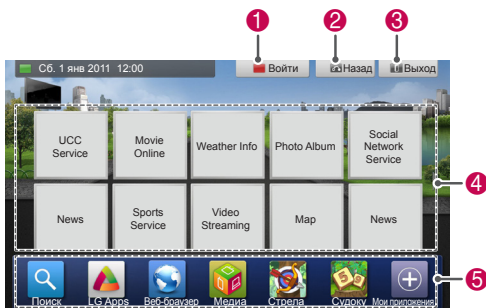 1
2
3
Сб. 1 янв 2011 12:00
Войти
Назад
Выход
UCC Service
Movie Online
Weather Info
Photo Album
Social Network Service
4
News
Sports Service
Video Streaming
Map
News
5
Поиск
LG Apps
Веб-браузер
Медиа
Стрела
Судоку
Мои приложения